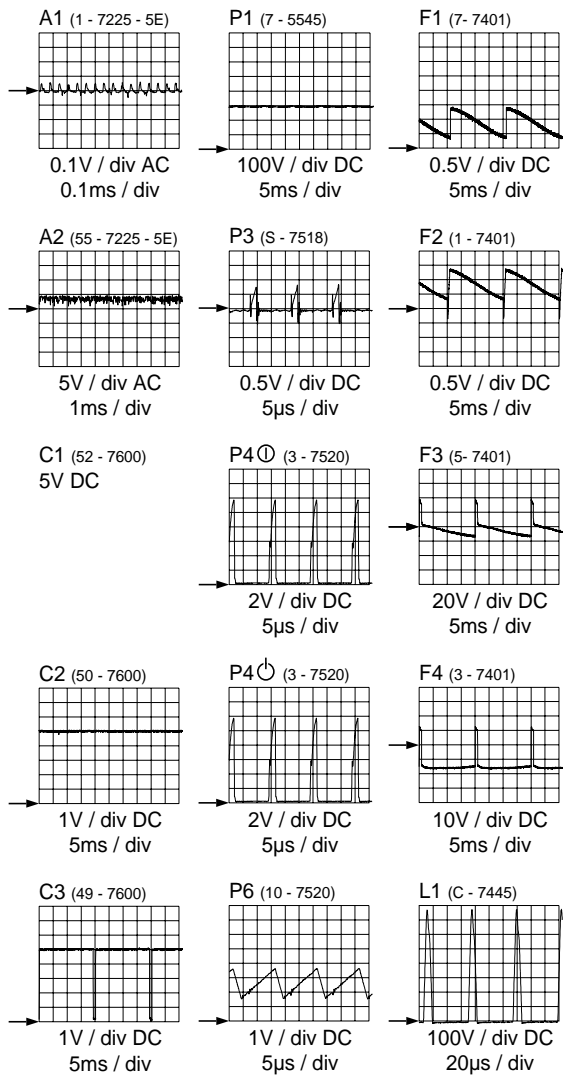 A1 (1 - 7225 - 5E)
0.1V / div AC
0.1ms / div
P1 (7 - 5545)
100V / div DC
5ms / div
F1 (7- 7401)
0.5V / div DC
5ms / div
A2 (55 - 7225 - 5E)
5V / div AC
1ms / div
P3 (S - 7518)
0.5V / div DC
5µs / div
F2 (1 - 7401)
0.5V / div DC
5ms / div
C1 (52 - 7600)
5V DC
P4 (3 - 7520)
2V / div DC
5µs / div
F3 (5- 7401)
20V / div DC
5ms / div
C2 (50 - 7600)
1V / div DC
5ms / div
P4 (3 - 7520)
2V / div DC
5µs / div
F4 (3 - 7401)
10V / div DC
5ms / div
C3 (49 - 7600)
1V / div DC
5ms / div
P6 (10 - 7520)
1V / div DC
5µs / div
L1 (C - 7445)
100V / div DC
20µs / div